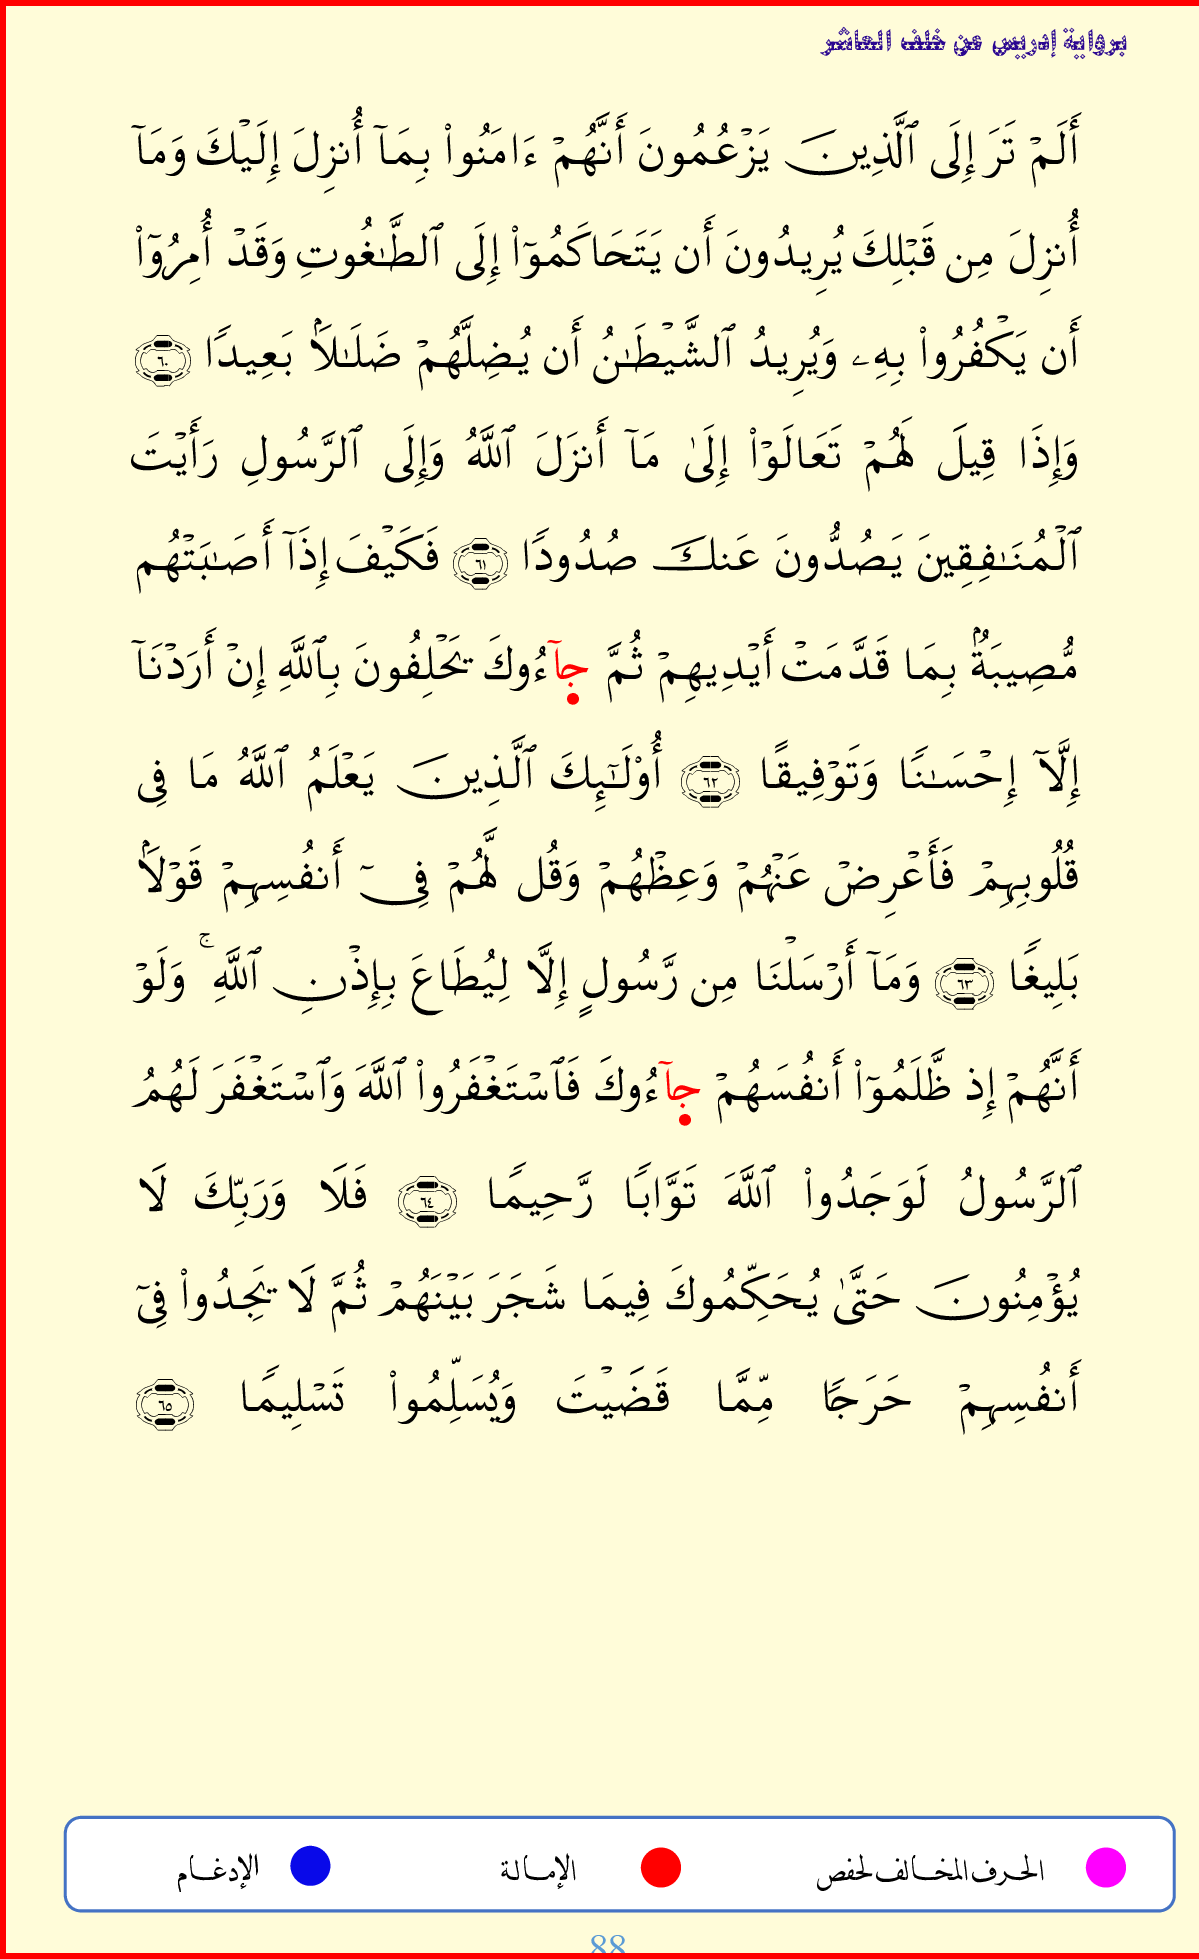 برواية إدريس عن خلف العاشر
أَلَمۡ تَرَ إِلَى ٱلَّذِينَ يَزۡعُمُونَ أَنَّهُمۡ ءَامَنُواْ بِمَآ أُنزِلَ إِلَيۡكَ وَمَآ
أُنزِلَ مِن قَبۡلِكَ يُرِيدُونَ أَن يَتَحَاكَمُوٓاْ إِلَى ٱلطَّٰغُوتِ وَقَدۡ أُمِرُوٓاْ
أَن يَكۡفُرُواْ بِهِۦ وَيُرِيدُ ٱلشَّيۡطَٰنُ أَن يُضِلَّهُمۡ ضَلَٰلَۢا بَعِيدٗا ٦٠
وَإِذَا قِيلَ لَهُمۡ تَعَالَوۡاْ إِلَىٰ مَآ أَنزَلَ ٱللَّهُ وَإِلَى ٱلرَّسُولِ رَأَيۡتَ
ٱلۡمُنَٰفِقِينَ يَصُدُّونَ عَنكَ صُدُودٗا ٦١ فَكَيۡفَ إِذَآ أَصَٰبَتۡهُم
مُّصِيبَةُۢ بِمَا قَدَّمَتۡ أَيۡدِيهِمۡ ثُمَّ جَآءُوكَ يَحۡلِفُونَ بِٱللَّهِ إِنۡ أَرَدۡنَآ
إِلَّآ إِحۡسَٰنٗا وَتَوۡفِيقًا ٦٢ أُوْلَٰٓئِكَ ٱلَّذِينَ يَعۡلَمُ ٱللَّهُ مَا فِي
قُلُوبِهِمۡ فَأَعۡرِضۡ عَنۡهُمۡ وَعِظۡهُمۡ وَقُل لَّهُمۡ فِيٓ أَنفُسِهِمۡ قَوۡلَۢا
بَلِيغٗا ٦٣ وَمَآ أَرۡسَلۡنَا مِن رَّسُولٍ إِلَّا لِيُطَاعَ بِإِذۡنِ ٱللَّهِۚ وَلَوۡ
أَنَّهُمۡ إِذ ظَّلَمُوٓاْ أَنفُسَهُمۡ جَآءُوكَ فَٱسۡتَغۡفَرُواْ ٱللَّهَ وَٱسۡتَغۡفَرَ لَهُمُ
ٱلرَّسُولُ لَوَجَدُواْ ٱللَّهَ تَوَّابٗا رَّحِيمٗا ٦٤ فَلَا وَرَبِّكَ لَا
يُؤۡمِنُونَ حَتَّىٰ يُحَكِّمُوكَ فِيمَا شَجَرَ بَيۡنَهُمۡ ثُمَّ لَا يَجِدُواْ فِيٓ
أَنفُسِهِمۡ حَرَجٗا مِّمَّا قَضَيۡتَ وَيُسَلِّمُواْ تَسۡلِيمٗا ٦٥
الحرف المخالف لحفص الإمالة الإدغام
88